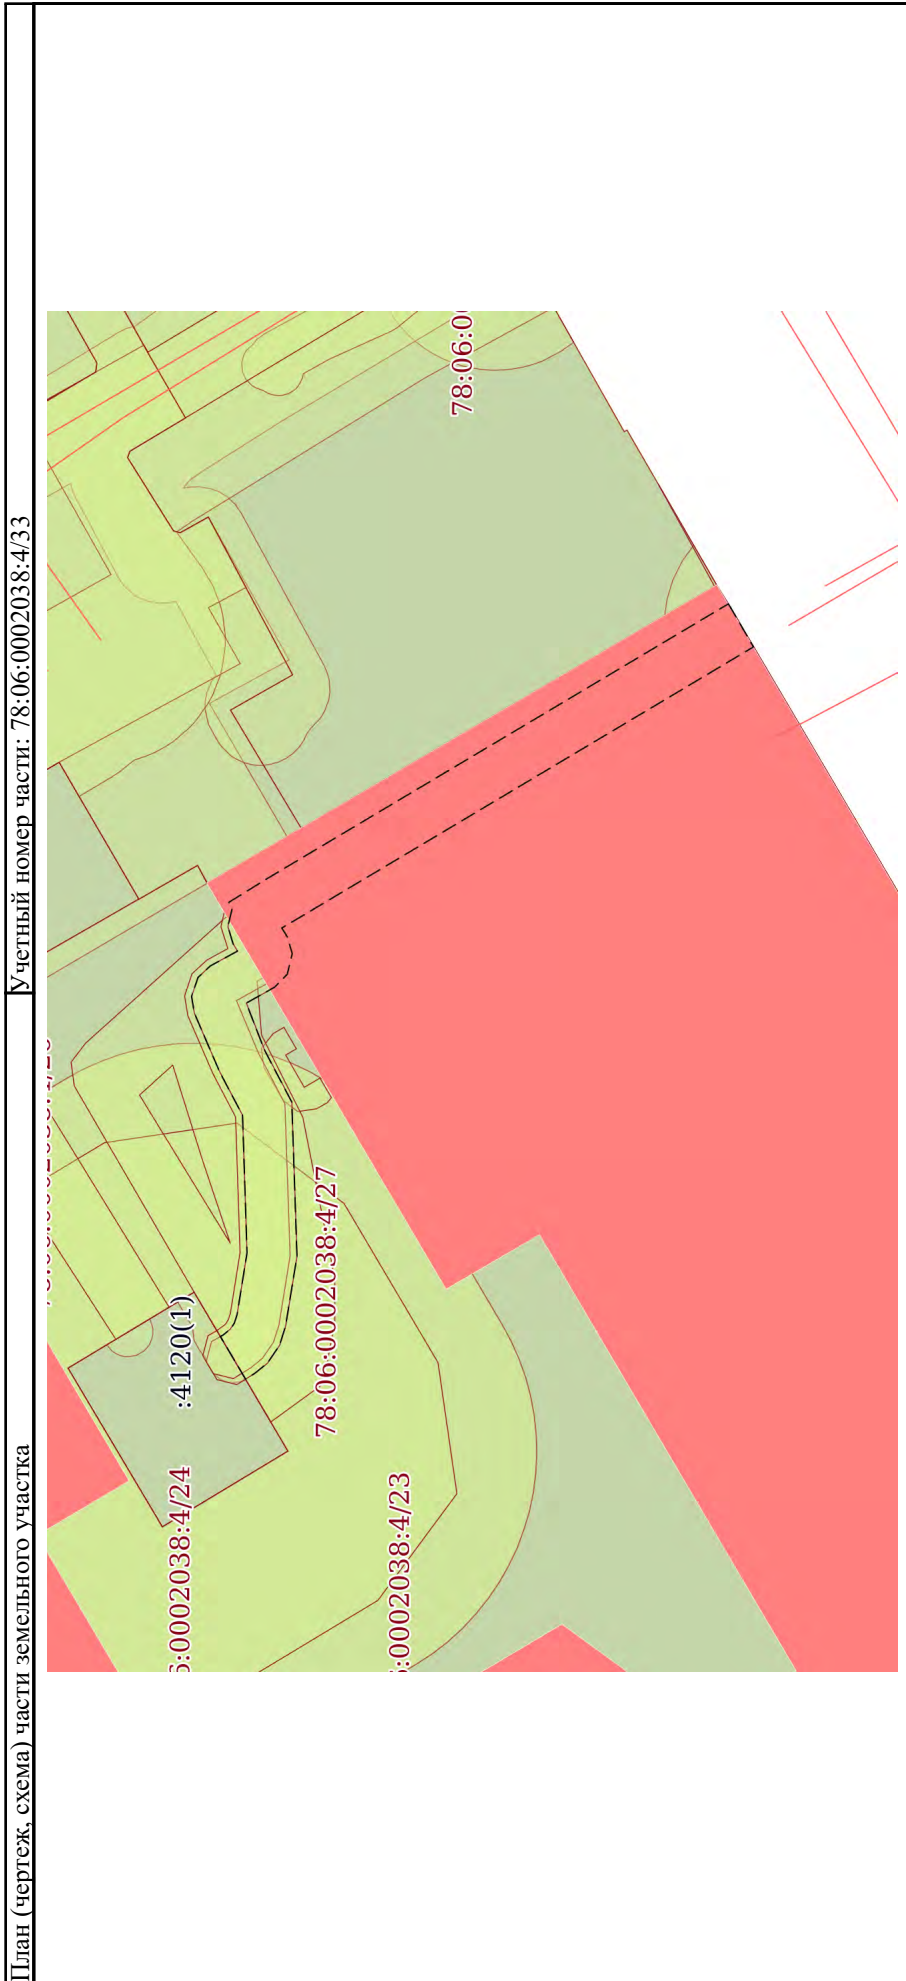 План (чертеж, схема) части земельного участка
Учетный номер части: 78:06:0002038:4/33
:4120(1)
6:0002038:4/24
78:06:0002038:4/27
:0002038:4/23
78:06:0